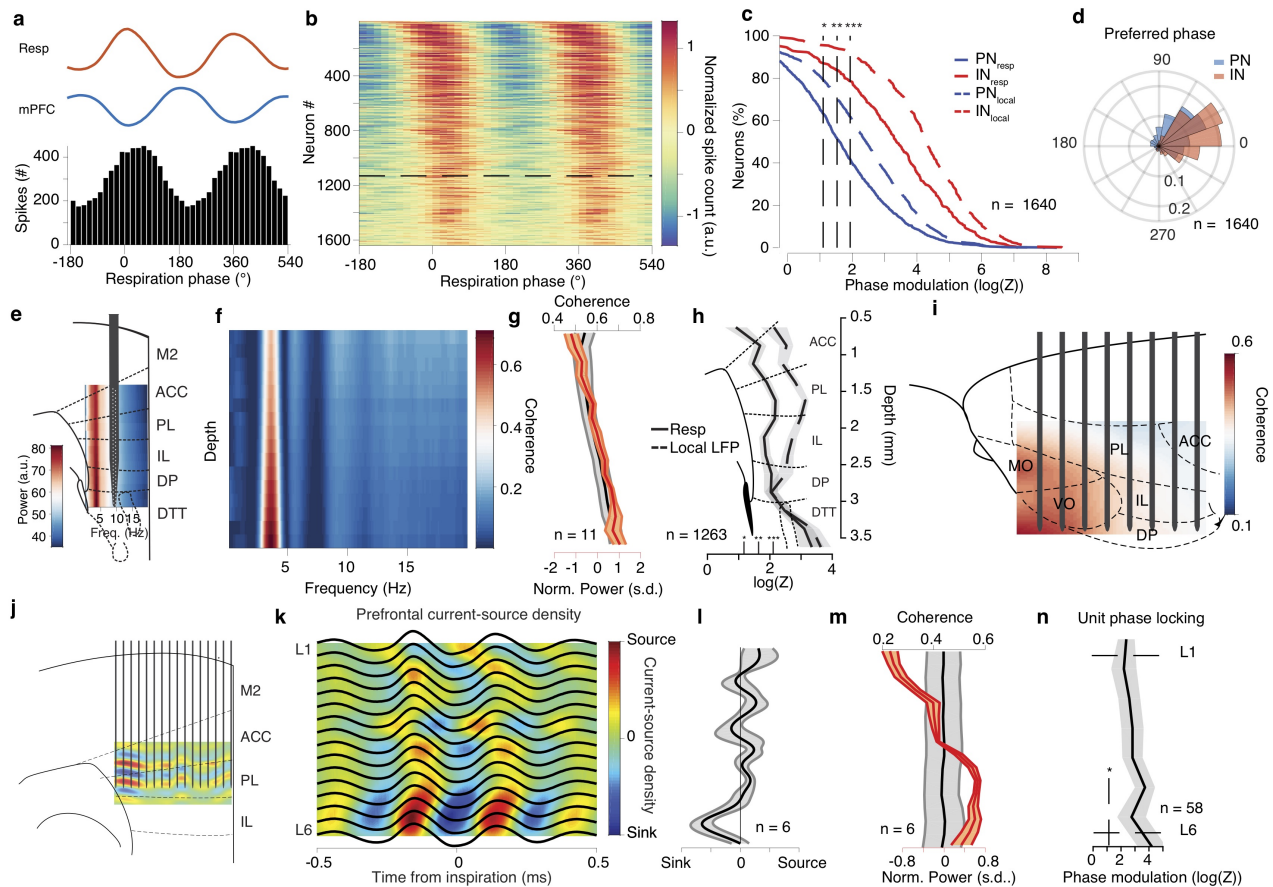 a
Resp
mPFC
Spikes (#)
400
200
0
-180 0 180 360 540
Respiration phase (°)
b
Neuron #
400
800
1200
1600
-180 0 180 360 540
Respiration phase (°)
1
0
-1
Normalized spike count (a.u.)
c
* ** ***
Neurons (%)
100
80
60
40
20
0
0 2 4 6 8
Phase modulation (log(Z))
PNresp
INresp
PNlocal
INlocal
n = 1640
d
Preferred phase
90
180
0
270
0.1
0.2
PN
IN
n = 1640
e
M2
ACC
PL
IL
DP
DTT
Power (a.u.)
80
70
60
50
40
5 10 15
Freq. (Hz)
f
Depth
5 10 15
Frequency (Hz)
0.6
0.4
0.2
Coherence
g
Coherence
0.4 0.6 0.8
n = 11
-2 -1 0 1 2
Norm. Power (s.d.)
h
ACC
PL
IL
DP
DTT
Resp
Local LFP
n = 1263
* ** ***
0 2 4
log(Z)
0.5
1
1.5
2
2.5
3
3.5
Depth (mm)
i
MO
VO
PL
ACC
IL
DP
0.6
0.1
Coherence
j
M2
ACC
PL
IL
k
Prefrontal current-source density
L1
L6
-0.5 0 0.5
Time from inspiration (ms)
Source
0
Sink
Current-source density
l
n = 6
Sink 0 Source
m
Coherence
0.2 0.4 0.6
n = 6
-0.8 0 0.8
Norm. Power (s.d..)
n
Unit phase locking
L1
*
n = 58
L6
0 2 4
Phase modulation (log(Z))